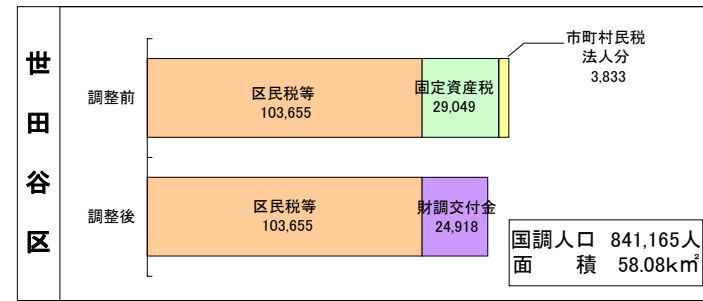 世田谷区
市町村民税
法人分
3,833
調整前
区民税等
103,655
固定資産税
29,049
調整後
区民税等
103,655
財調交付金
24,918
国調人口 841,165人
面　積 58.08k㎡